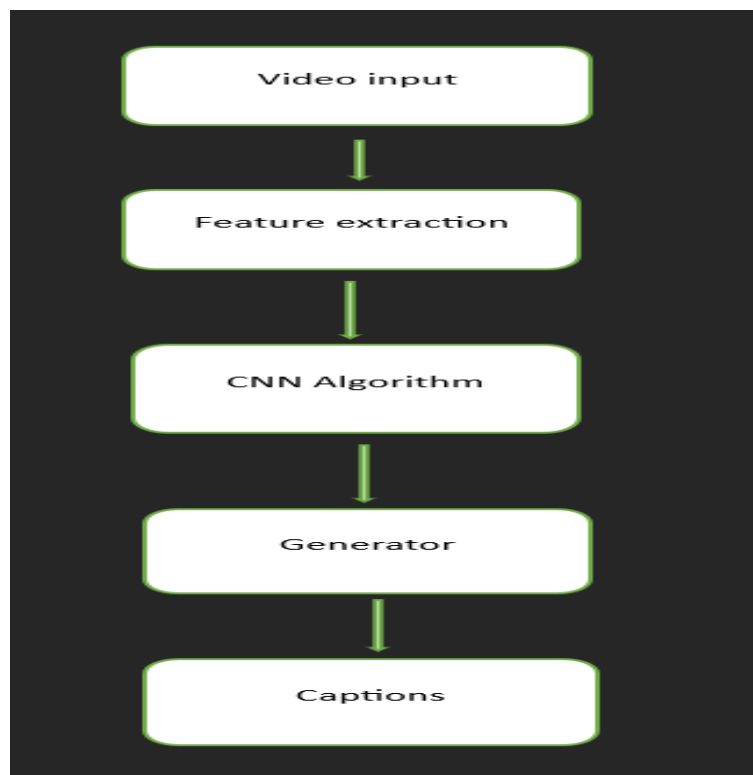 Video input
Feature extraction
CNN Algorithm
Generator
Captions